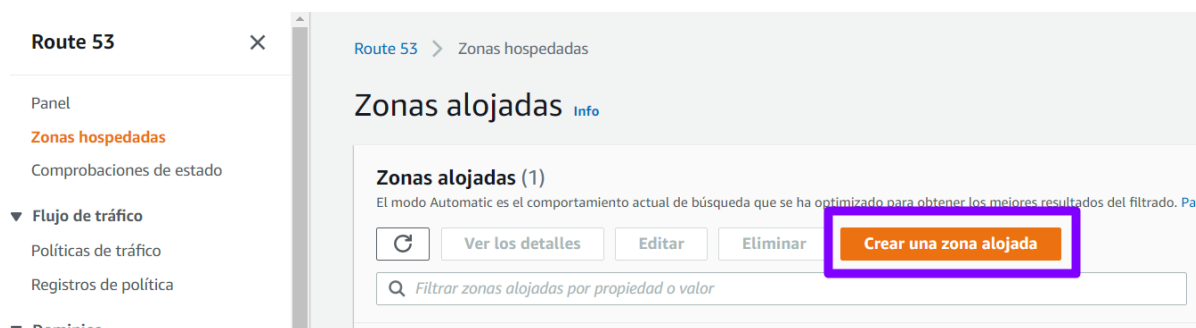 Route 53
Panel
Zonas hospedadas
Comprobaciones de estado
Flujo de tráfico
Políticas de tráfico
Registros de política
Route 53 > Zonas hospedadas
Zonas alojadas Info
Zonas alojadas (1)
El modo Automatic es el comportamiento actual de búsqueda que se ha optimizado para obtener los mejores resultados del filtrado. Pa
Ver los detalles Editar Eliminar Crear una zona alojada
Filtrar zonas alojadas por propiedad o valor